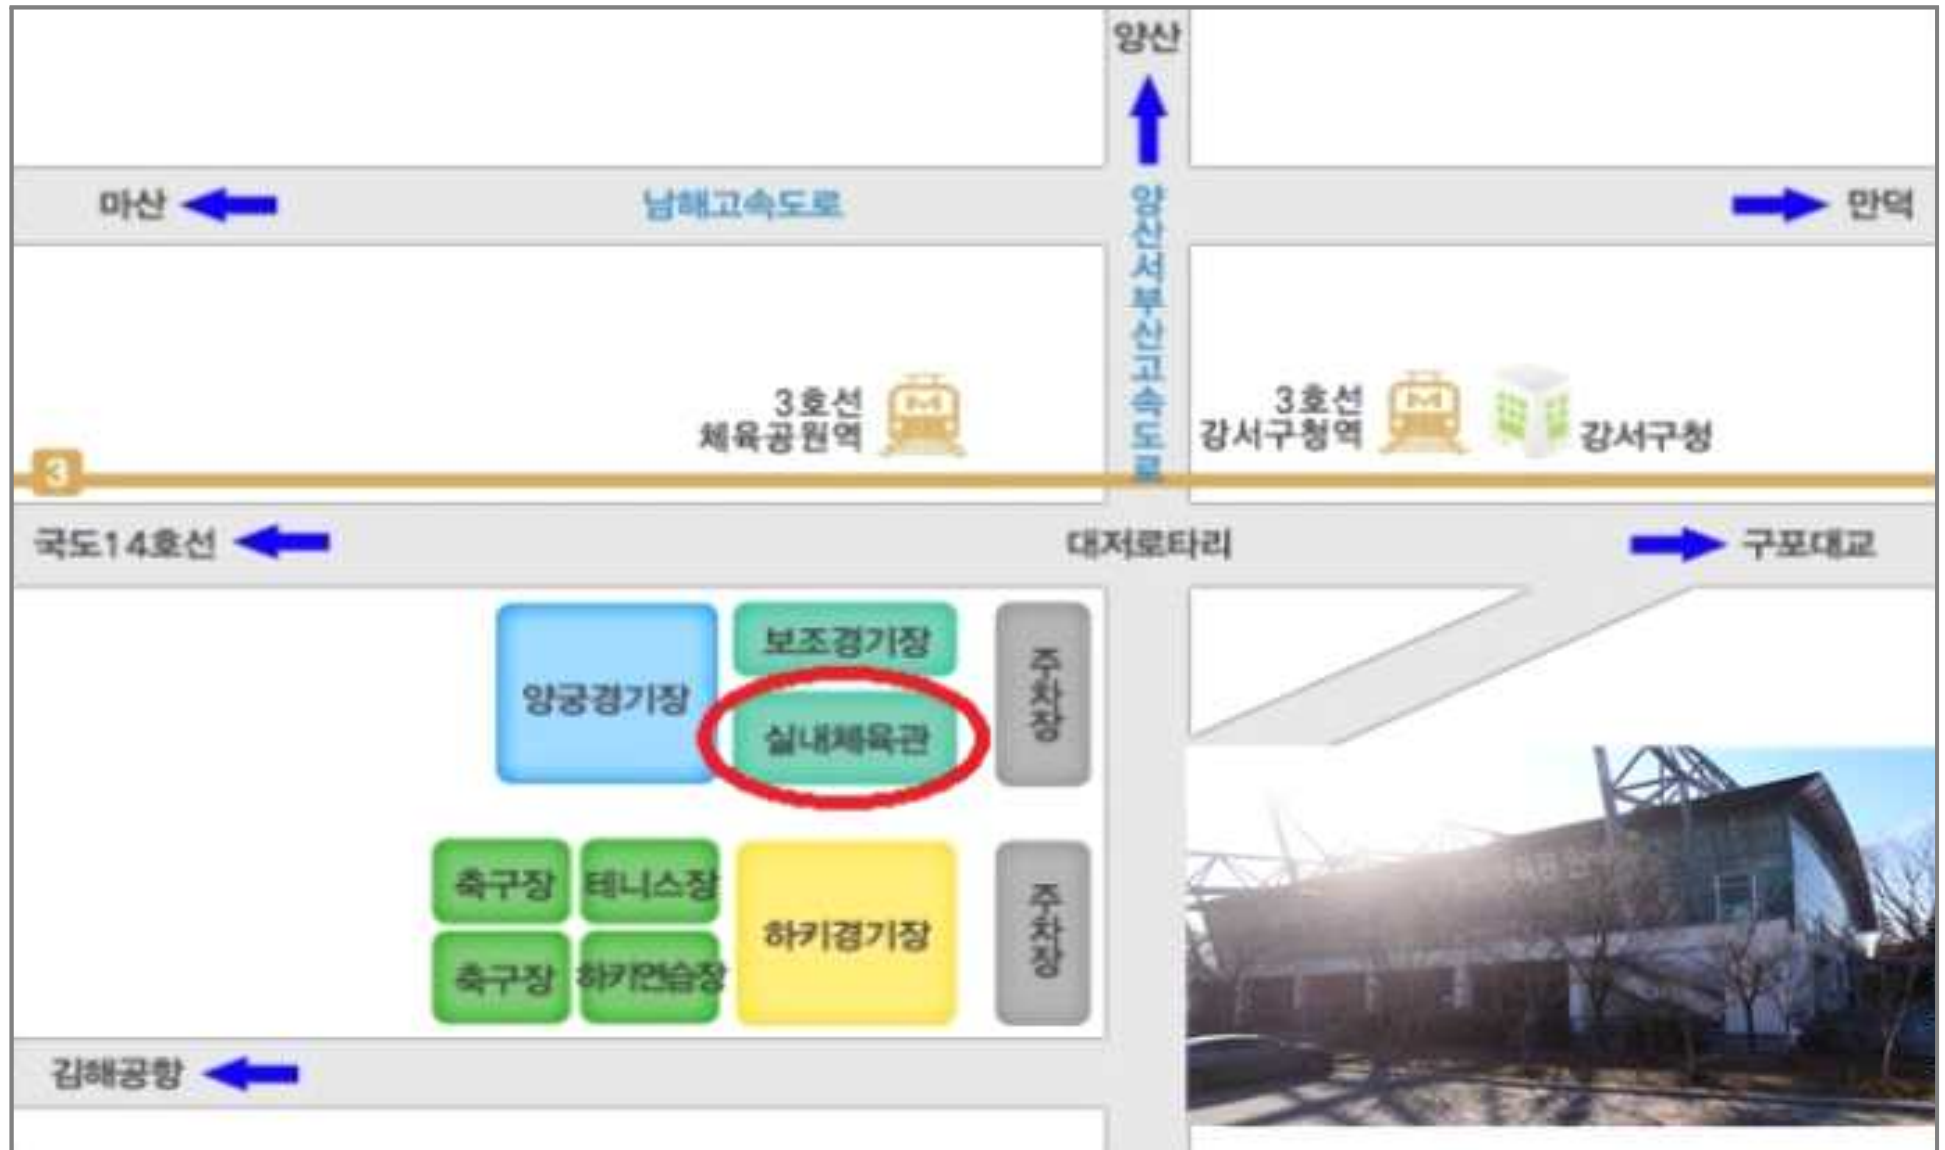 양산
마산
남해고속도로
양산서부산고속도로
만덕
3호선
체육공원역
3호선
강서구청역
강서구청
3
국도14호선
대저로타리
구포대교
양궁경기장
보조경기장
실내체육관
주차장
축구장
테니스장
하키경기장
주차장
축구장
하키연습장
김해공항